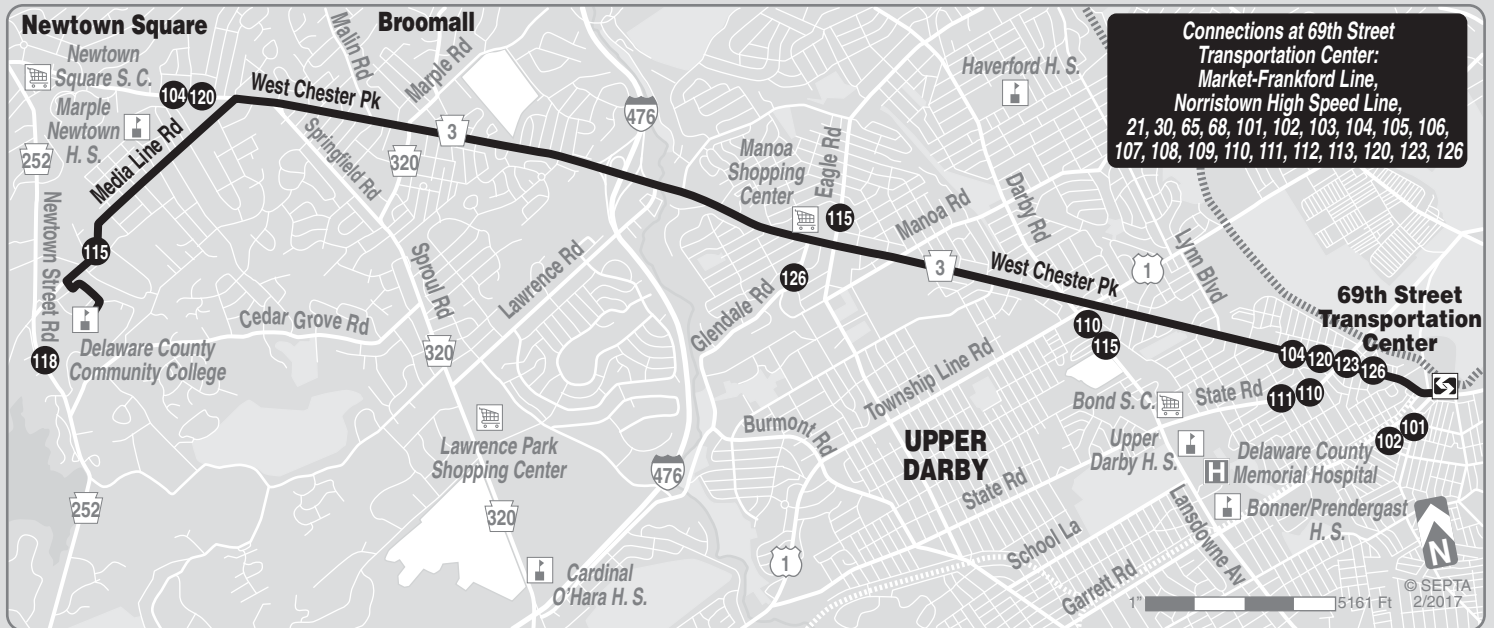 Newtown Square
Broomall
Newtown
Square S. C.
Marple
Newtown
H. S.
104
120
West Chester Pk
Malin Rd
Marple Rd
3
476
252
Media Line Rd
Springfield Rd
320
115
Newtown Street Rd
118
Delaware County
Community College
Cedar Grove Rd
Sproul Rd
320
Lawrence Rd
Lawrence Park
Shopping Center
252
320
476
Cardinal
O'Hara H. S.
Manoa
Shopping
Center
Eagle Rd
115
126
Glendale Rd
Manoa Rd
Haverford H. S.
Darby Rd
3
West Chester Pk
1
Lynn Blvd
Connections at 69th Street
Transportation Center:
Market-Frankford Line,
Norristown High Speed Line,
21, 30, 65, 68, 101, 102, 103, 104, 105, 106,
107, 108, 109, 110, 111, 112, 113, 120, 123, 126
69th Street
Transportation
Center
110
115
104
120
123
126
Township Line Rd
Burmont Rd
Bond S. C.
State Rd
111
110
102
101
UPPER
DARBY
Upper
Darby H. S.
H
Delaware County
Memorial Hospital
Bonner/Prendergast
H. S.
State Rd
School La
Lansdowne Av
Garrett Rd
1
N
© SEPTA
2/2017
1"
5161 Ft